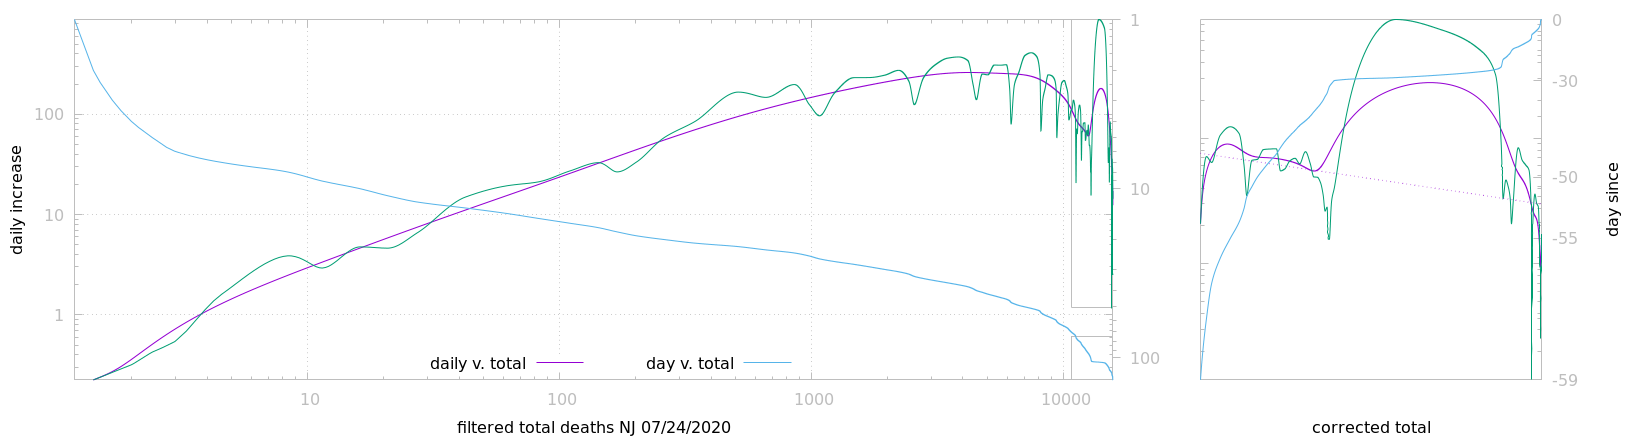 daily increase
100
10
1
daily v. total
day v. total
10
100
1000
10000
1
10
100
filtered total deaths NJ 07/24/2020
0
-30
-50
-55
-59
day since
corrected total